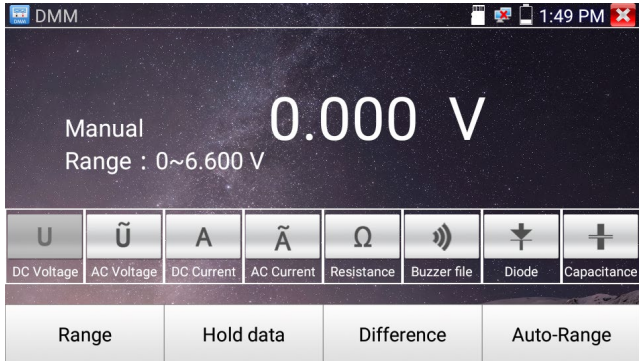 DMM
DMM
1:49 PM
0.000 V
Manual
Range : 0~6.600 V
U Ũ A Ã Ω
DC Voltage AC Voltage DC Current AC Current Resistance Buzzer file Diode Capacitance
Range Hold data Difference Auto-Range